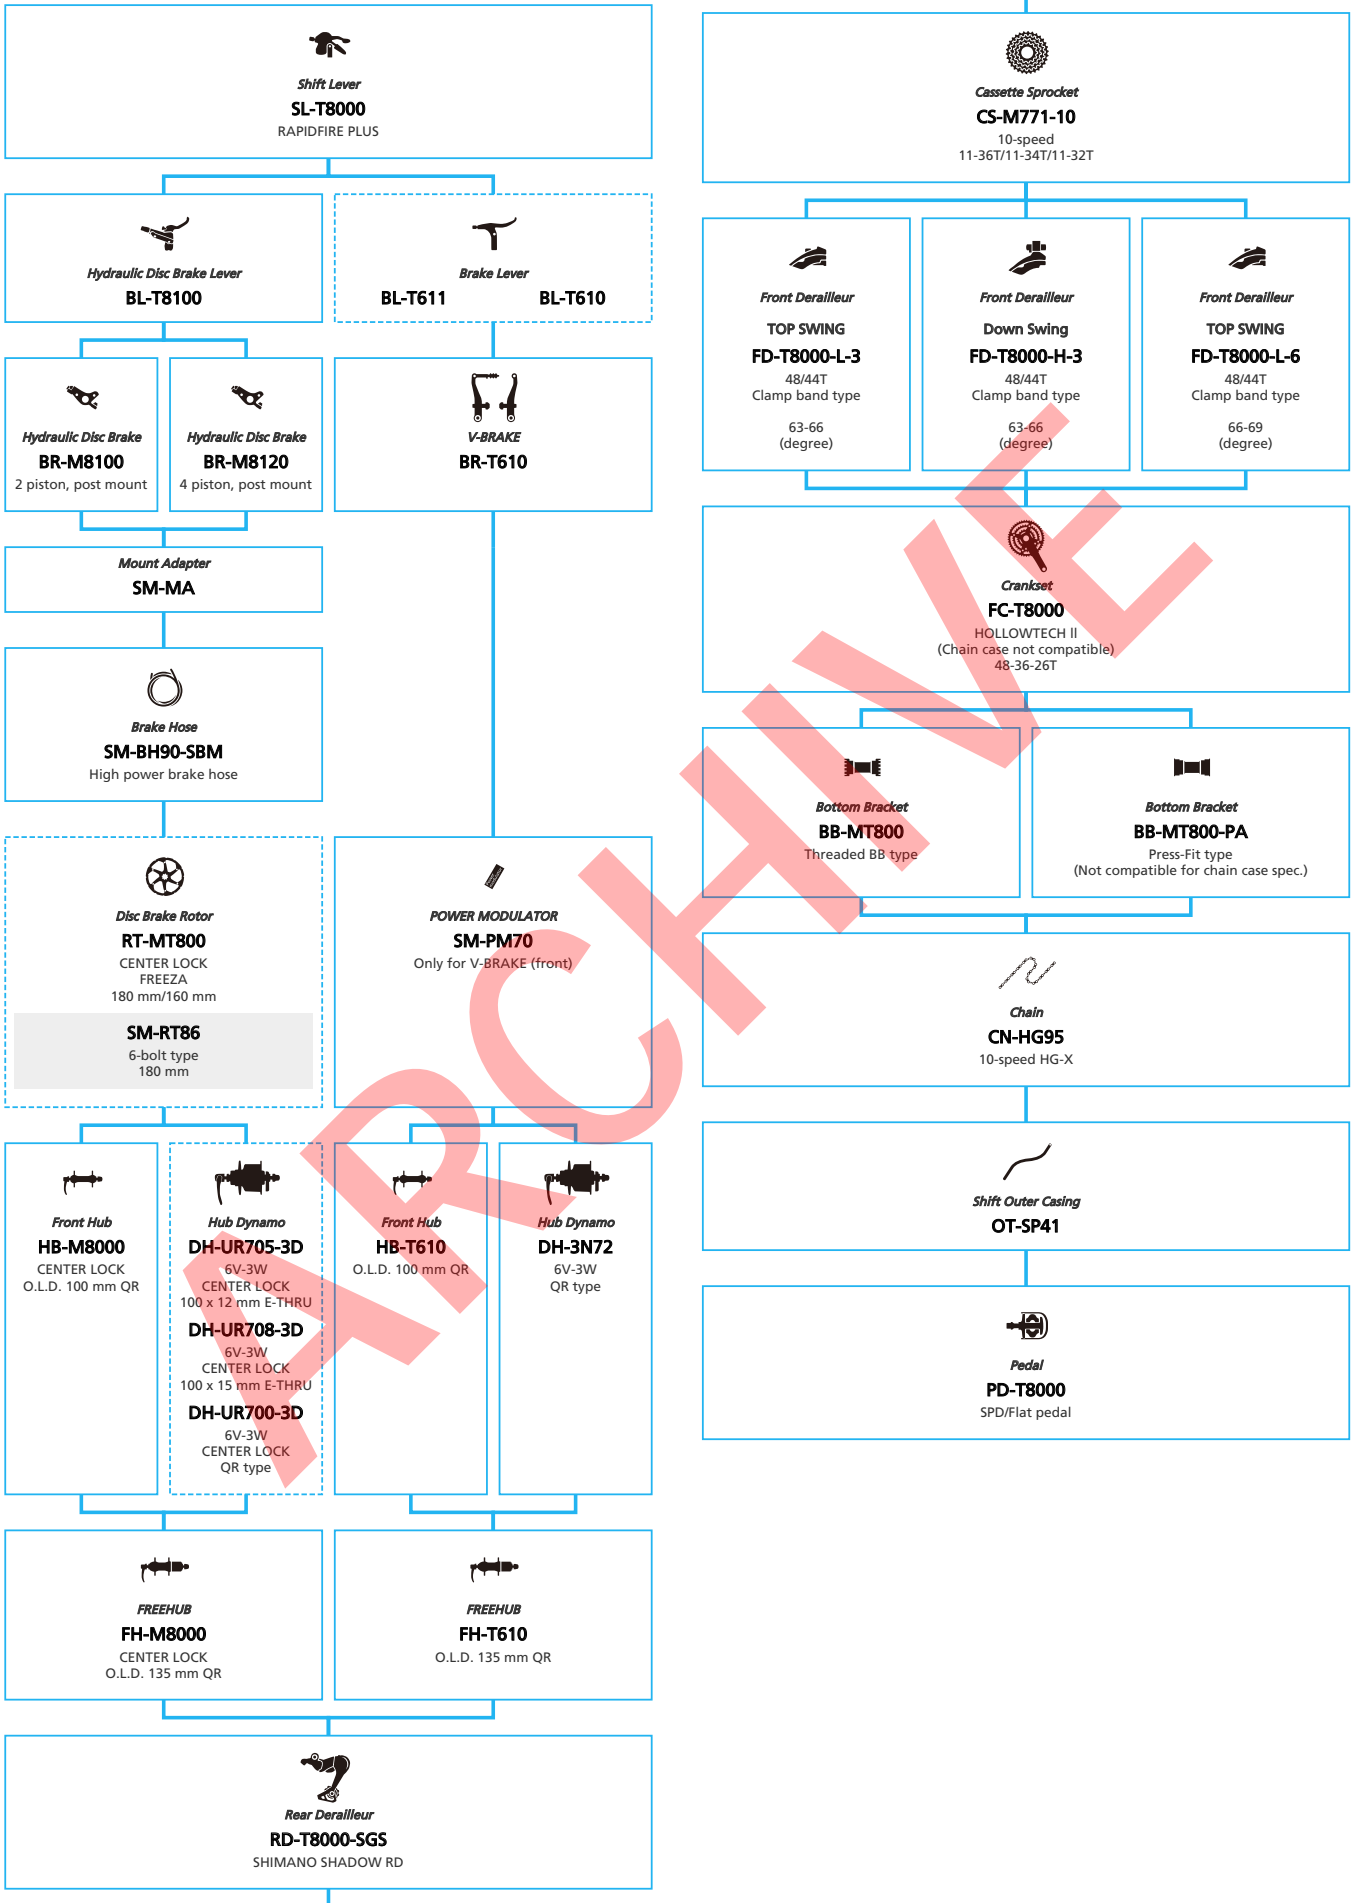 Shift Lever
SL-T8000
RAPIDFIRE PLUS
Hydraulic Disc Brake Lever
BL-T8100
Brake Lever
BL-T611 BL-T610
Hydraulic Disc Brake
BR-M8100
2 piston, post mount
Hydraulic Disc Brake
BR-M8120
4 piston, post mount
V-BRAKE
BR-T610
Mount Adapter
SM-MA
Brake Hose
SM-BH90-SBM
High power brake hose
Disc Brake Rotor
RT-MT800
CENTER LOCK
FREEZA
180 mm/160 mm
SM-RT86
6-bolt type
180 mm
POWER MODULATOR
SM-PM70
Only for V-BRAKE (front)
Front Hub
HB-M8000
CENTER LOCK
O.L.D. 100 mm QR
Hub Dynamo
DH-UR705-3D
6V-3W
CENTER LOCK
100 x 12 mm E-THRU
DH-UR708-3D
6V-3W
CENTER LOCK
100 x 15 mm E-THRU
DH-UR700-3D
6V-3W
CENTER LOCK
QR type
Front Hub
HB-T610
O.L.D. 100 mm QR
Hub Dynamo
DH-3N72
6V-3W
QR type
FREEHUB
FH-M8000
CENTER LOCK
O.L.D. 135 mm QR
FREEHUB
FH-T610
O.L.D. 135 mm QR
Rear Derailleur
RD-T8000-SGS
SHIMANO SHADOW RD
Cassette Sprocket
CS-M771-10
10-speed
11-36T/11-34T/11-32T
Front Derailleur
TOP SWING
FD-T8000-L-3
48/44T
Clamp band type
63-66
(degree)
Front Derailleur
Down Swing
FD-T8000-H-3
48/44T
Clamp band type
63-66
(degree)
Front Derailleur
TOP SWING
FD-T8000-L-6
48/44T
Clamp band type
66-69
(degree)
Crankset
FC-T8000
HOLLOWTECH II
(Chain case not compatible)
48-36-26T
Bottom Bracket
BB-MT800
Threaded BB type
Bottom Bracket
BB-MT800-PA
Press-Fit type
(Not compatible for chain case spec.)
Chain
CN-HG95
10-speed HG-X
Shift Outer Casing
OT-SP41
Pedal
PD-T8000
SPD/Flat pedal
ARCHIVE